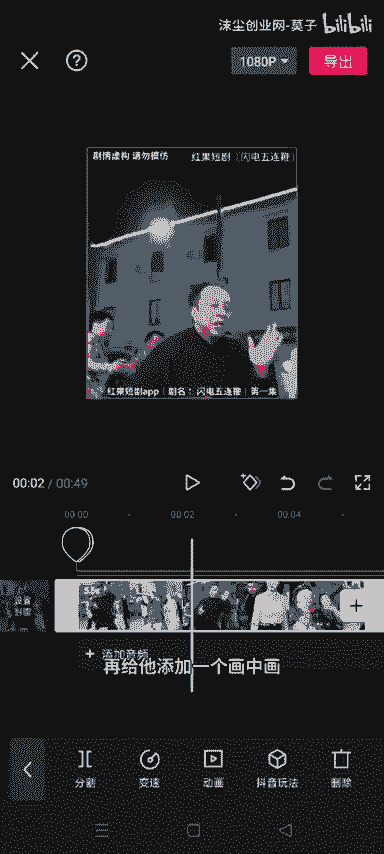 沫尘创业网-莫子 bilibili
1080P
导出
剧情虚构 请勿模仿
红果短剧〔闪电五连鞭〕
红果短剧app | 剧名：闪电五连鞭 | 第一集
00:02 / 00:49
00:00
00:02
00:04
设置
封面
+ 添加音频
再给他添加一个画中画
分割
变速
动画
抖音玩法
删除